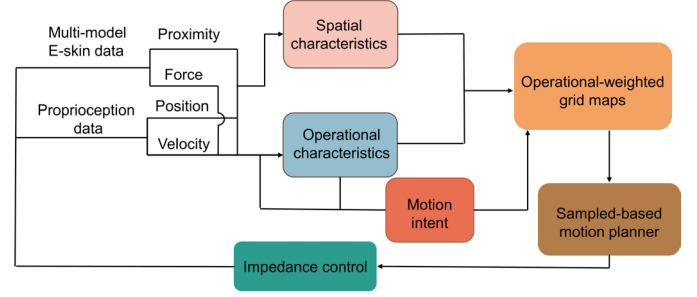 Multi-model
E-skin data
Proximity
Force
Proprioception
data
Position
Velocity
Spatial
characteristics
Operational
characteristics
Motion
intent
Operational-weighted
grid maps
Sampled-based
motion planner
Impedance control